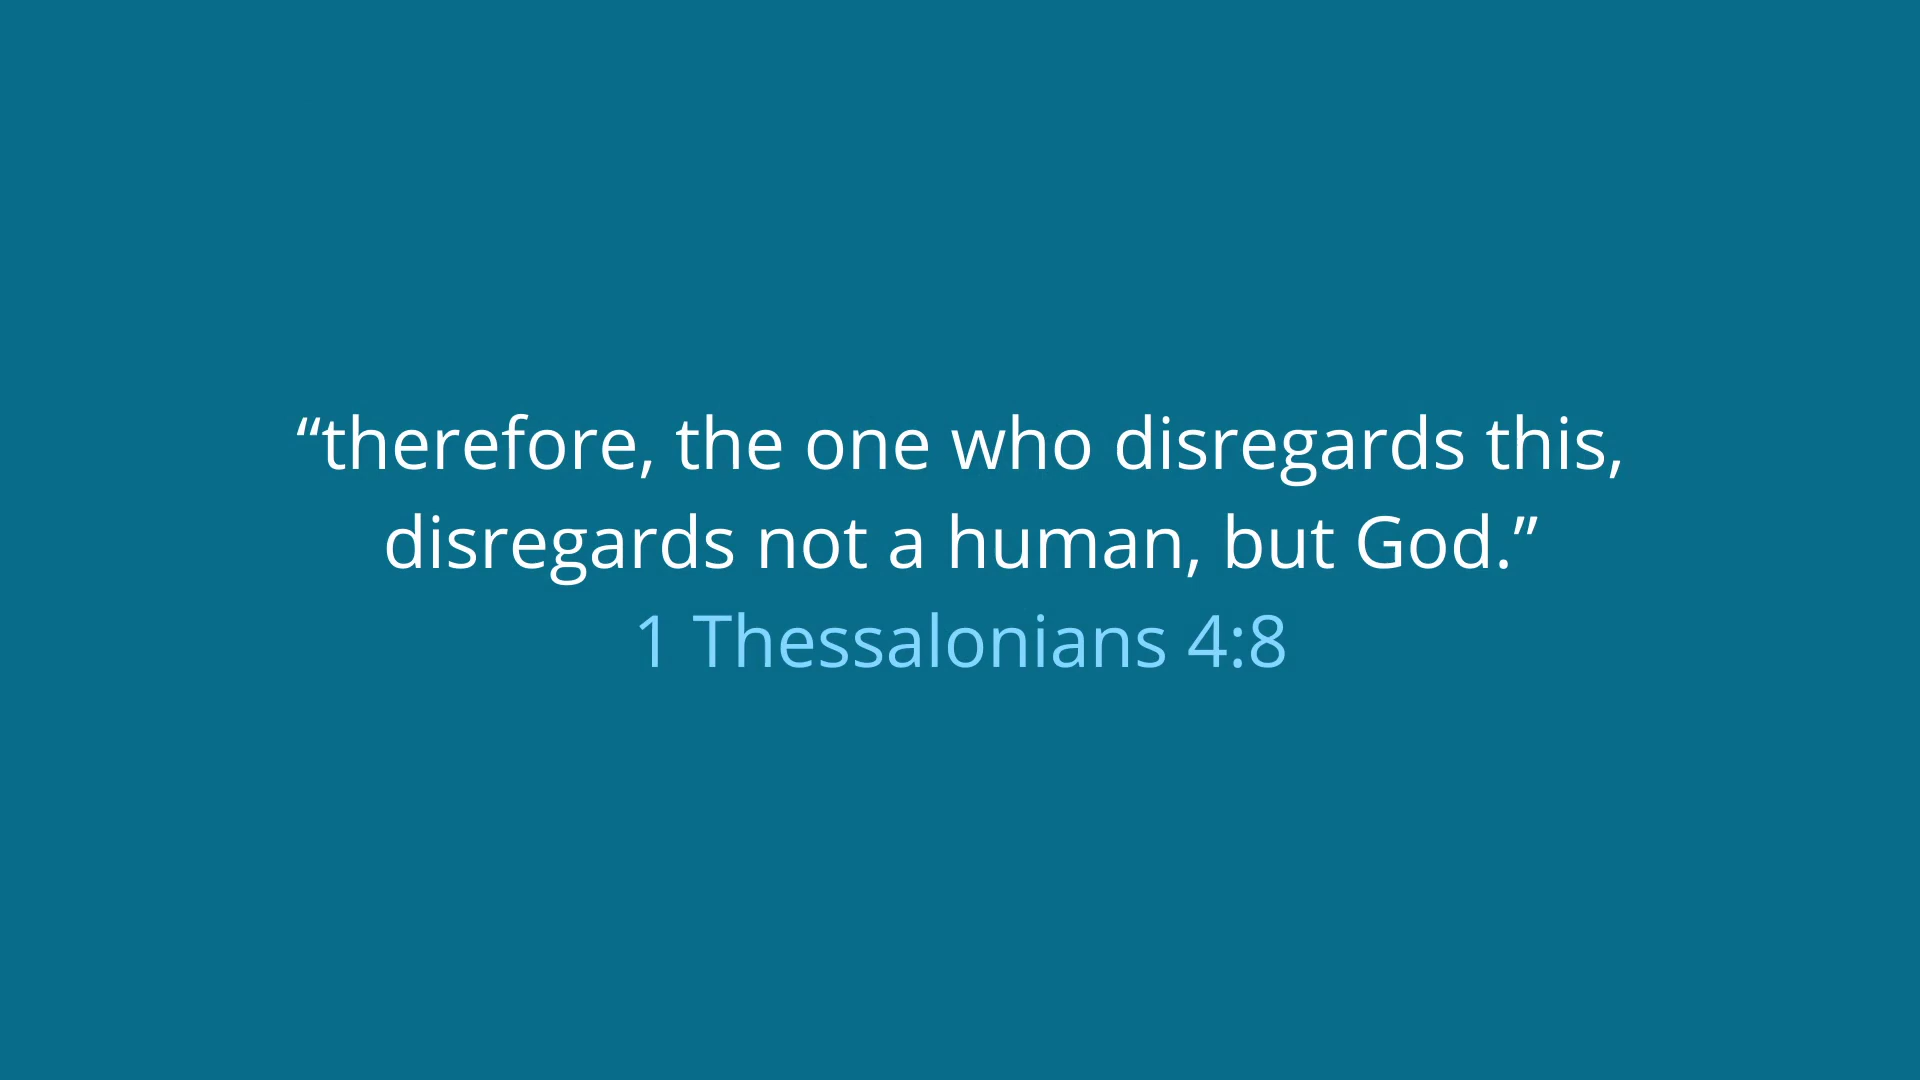 “therefore, the one who disregards this,
disregards not a human, but God.”
1 Thessalonians 4:8